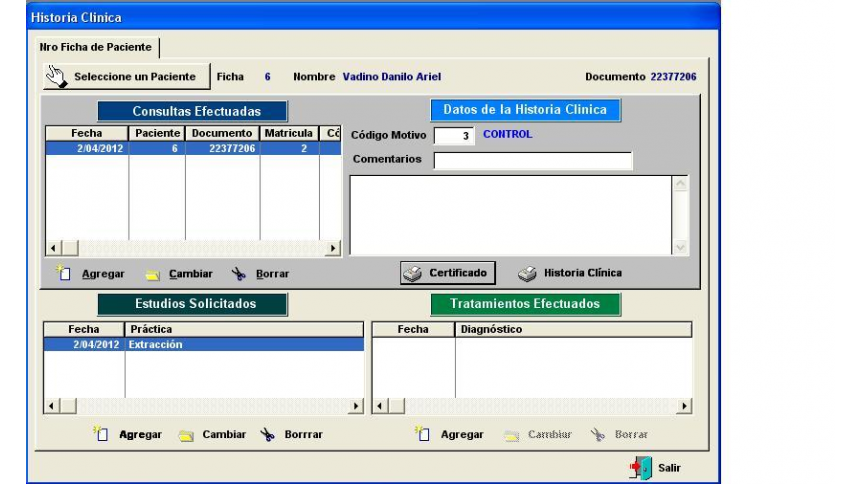 Historia Clinica
Nro Ficha de Paciente
Seleccione un Paciente Ficha 6 Nombre Vadino Danilo Ariel Documento 22377206
Consultas Efectuadas
Fecha Paciente Documento Matricula Có
2/04/2012 6 22377206 2
Agregar Cambiar Borrar
Datos de la Historia Clinica
Código Motivo 3 CONTROL
Comentarios
Certificado Historia Clínica
Estudios Solicitados
Fecha Práctica
2/04/2012 Extracción
Agregar Cambiar Borrrar
Tratamientos Efectuados
Fecha Diagnóstico
Agregar Cambiar Borrar
Salir